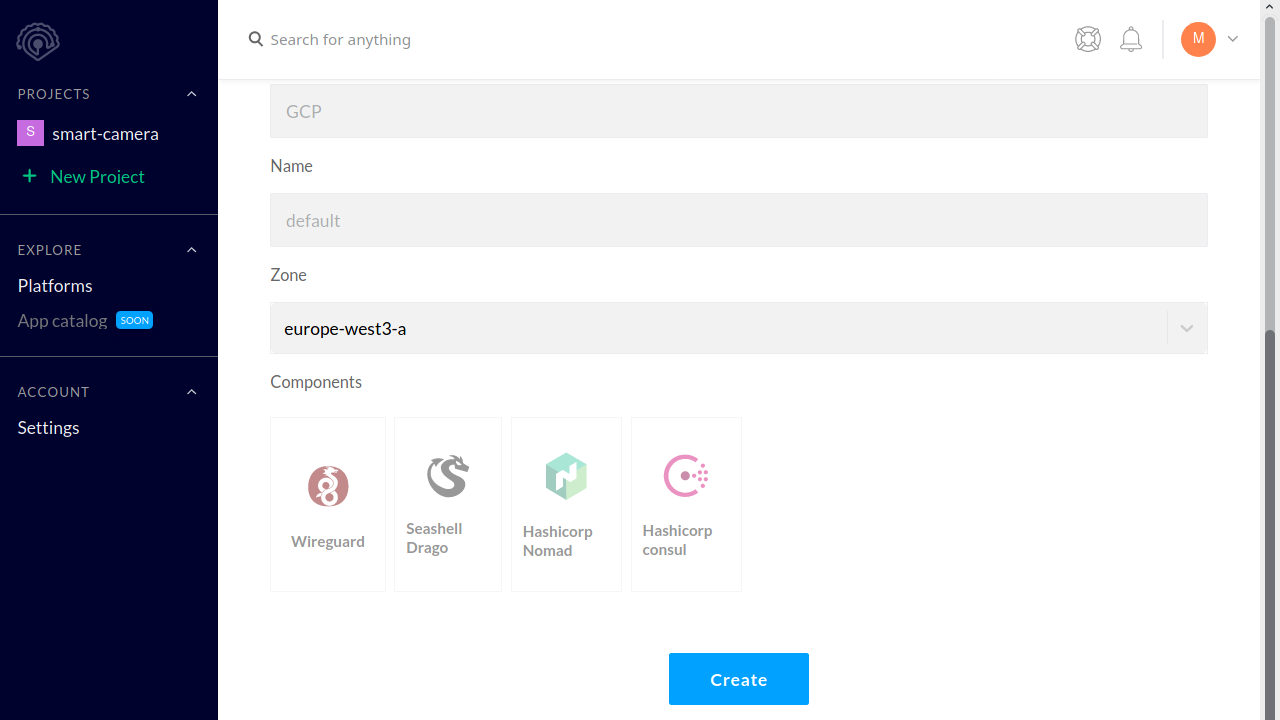 PROJECTS
S smart-camera
+ New Project
EXPLORE
Platforms
App catalog SOON
ACCOUNT
Settings
Search for anything
M
GCP
Name
default
Zone
europe-west3-a
Components
Wireguard
Seashell
Drago
Hashicorp
Nomad
Hashicorp
consul
Create